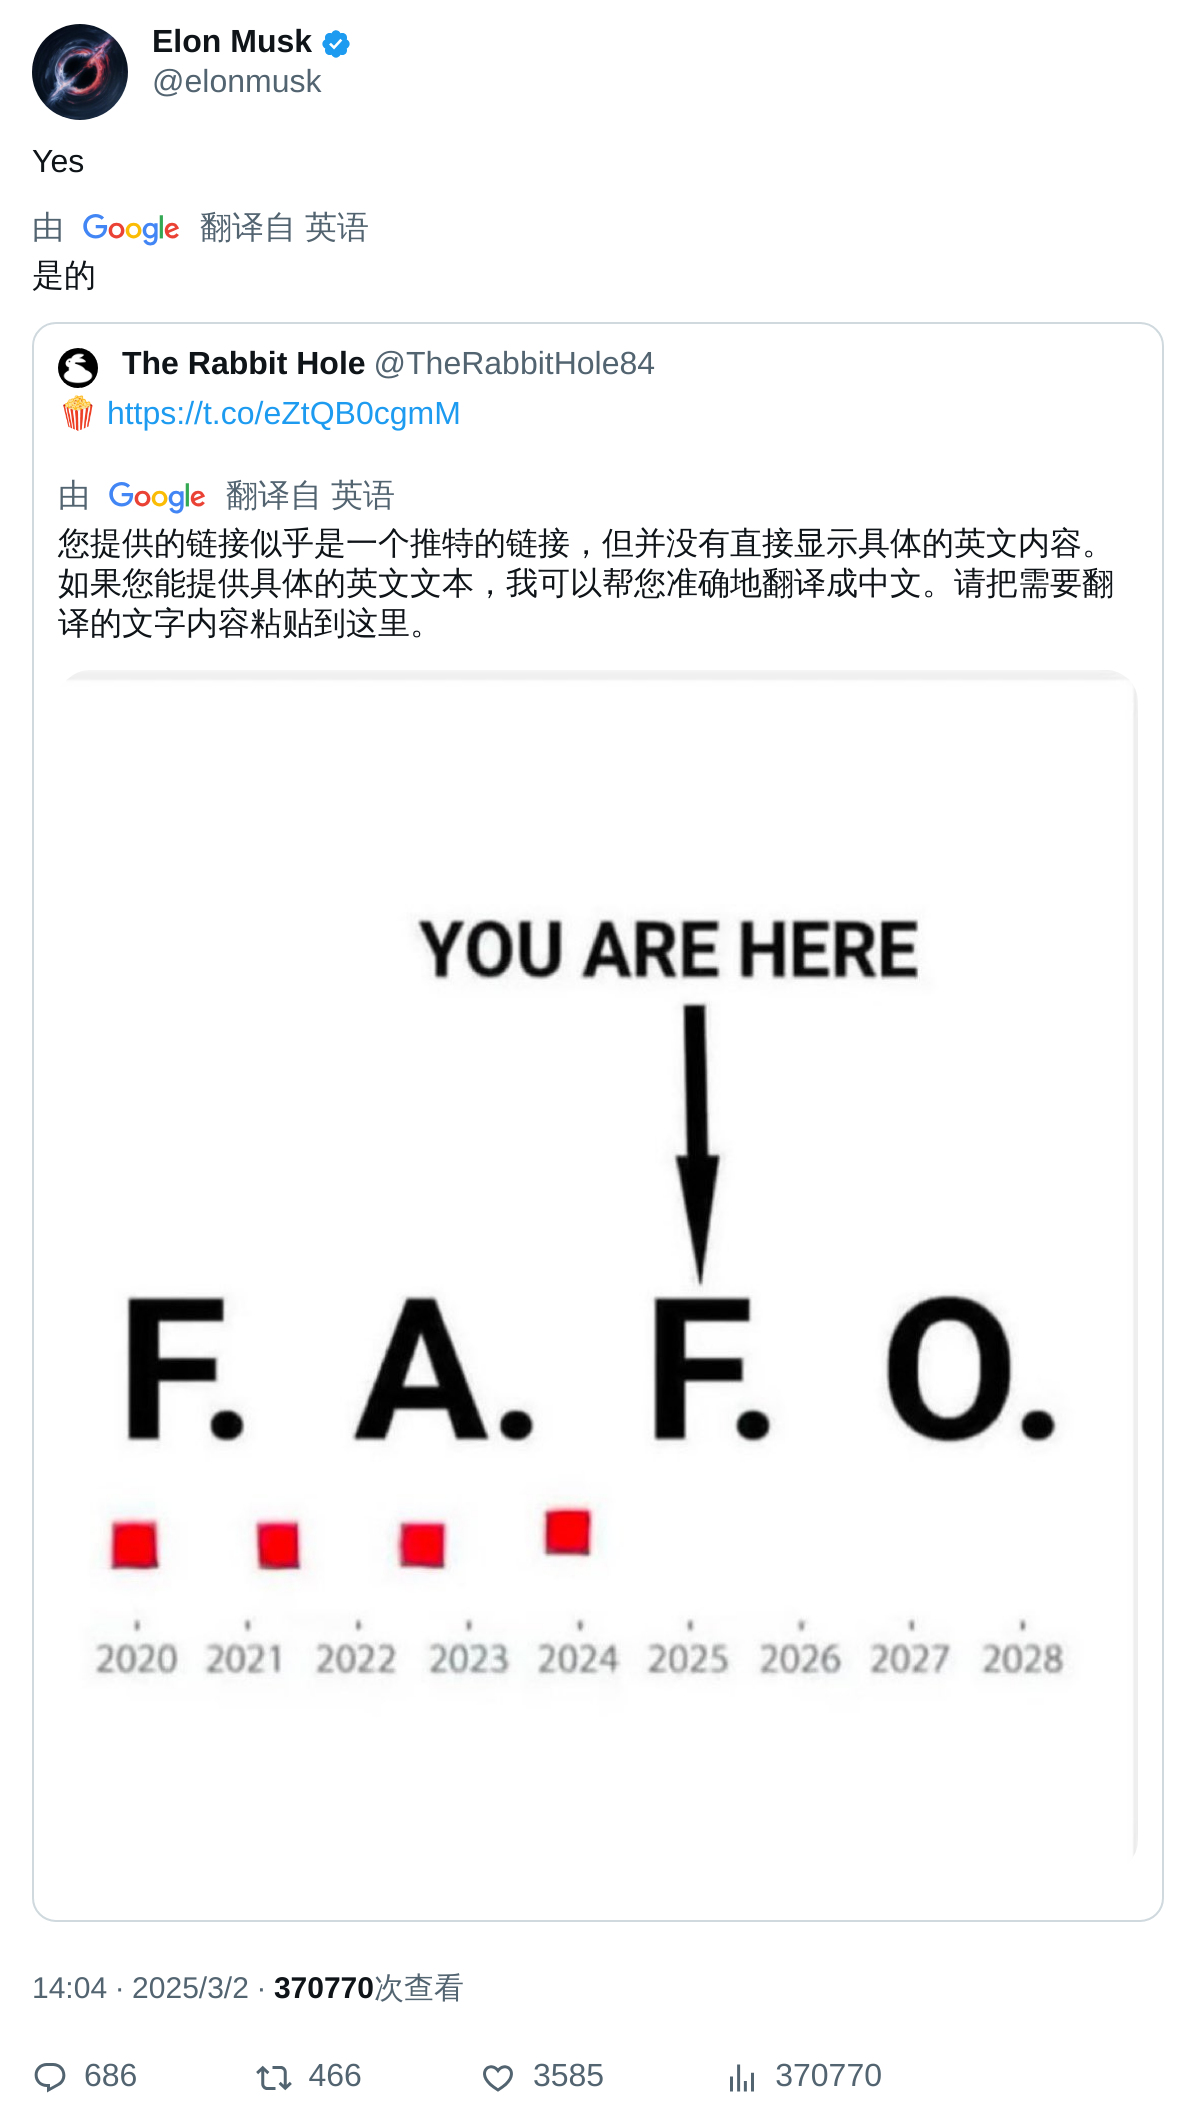 Elon Musk
@elonmusk
Yes
由 Google 翻译自 英语
是的
The Rabbit Hole @TheRabbitHole84
🍿 https://t.co/eZtQB0cgmM
由 Google 翻译自 英语
您提供的链接似乎是一个推特的链接，但并没有直接显示具体的英文内容。
如果您能提供具体的英文文本，我可以帮您准确地翻译成中文。请把需要翻
译的文字内容粘贴到这里。
YOU ARE HERE
F. A. F. O.
2020 2021 2022 2023 2024 2025 2026 2027 2028
14:04 · 2025/3/2 · 370770次查看
686 466 3585 370770